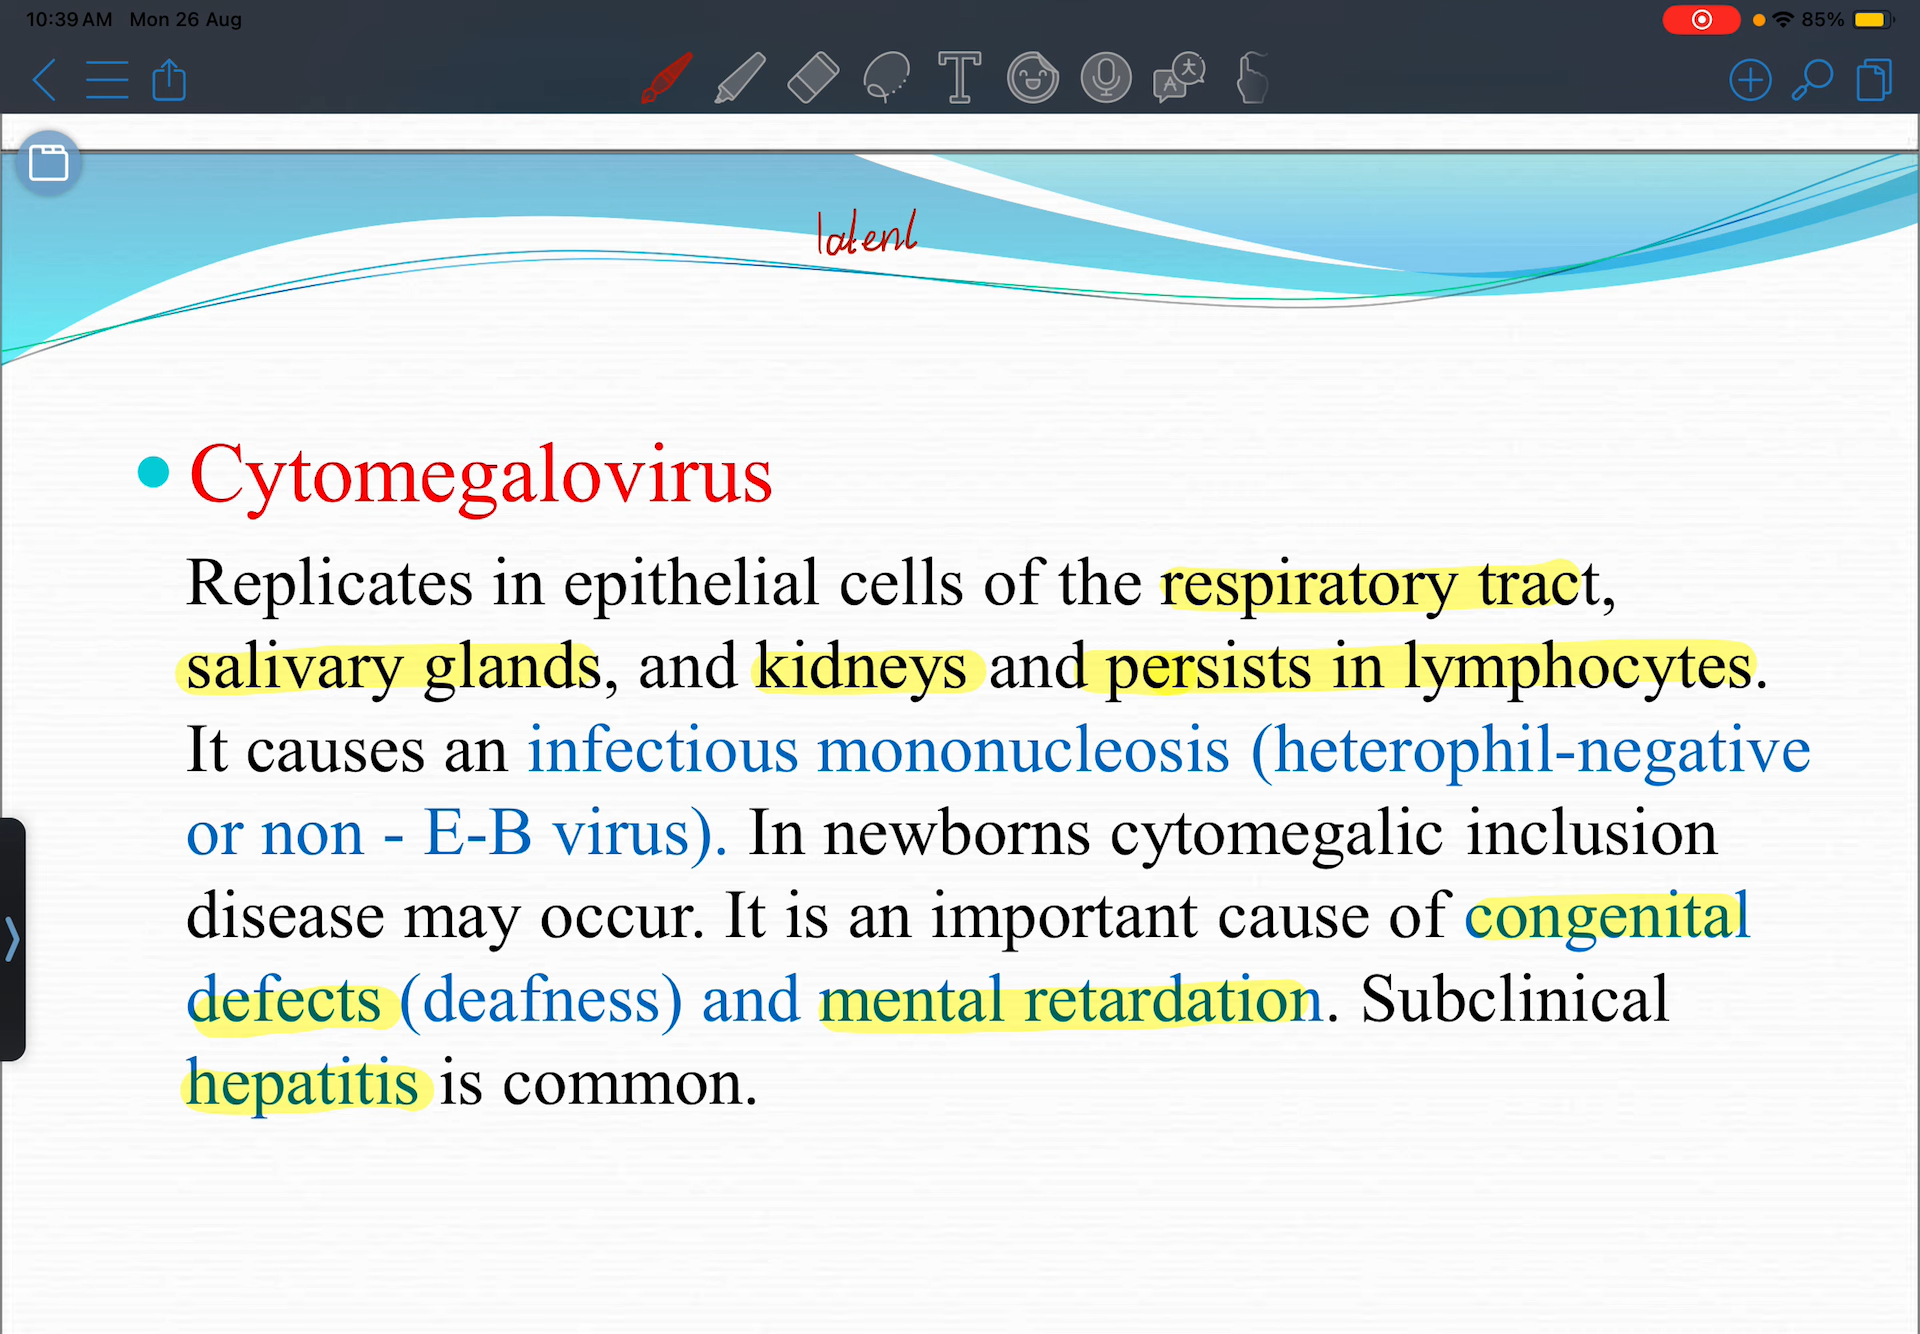 10:39 AM Mon 26 Aug
85%
latent
Cytomegalovirus
Replicates in epithelial cells of the respiratory tract,
salivary glands, and kidneys and persists in lymphocytes.
It causes an infectious mononucleosis (heterophil-negative
or non - E-B virus). In newborns cytomegalic inclusion
disease may occur. It is an important cause of congenital
defects (deafness) and mental retardation. Subclinical
hepatitis is common.